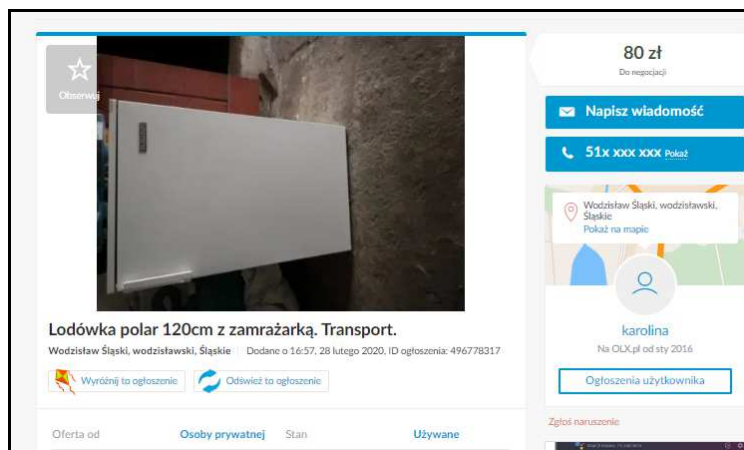 Obserwuj
80 zł
Do negocjacji
Napisz wiadomość
51x xxx xxx Pokaż
Wodzisław Śląski, wodzisławski,
Śląskie
Pokaż na mapie
Lodówka polar 120cm z zamrażarką. Transport.
Wodzisław Śląski, wodzisławski, Śląskie Dodane o 16:57, 28 lutego 2020, ID ogłoszenia: 496778317
Wyróżnij to ogłoszenie Odśwież to ogłoszenie
karolina
Na OLX.pl od sty 2016
Ogłoszenia użytkownika
Zgłoś naruszenie
Oferta od Osoby prywatnej Stan Używane